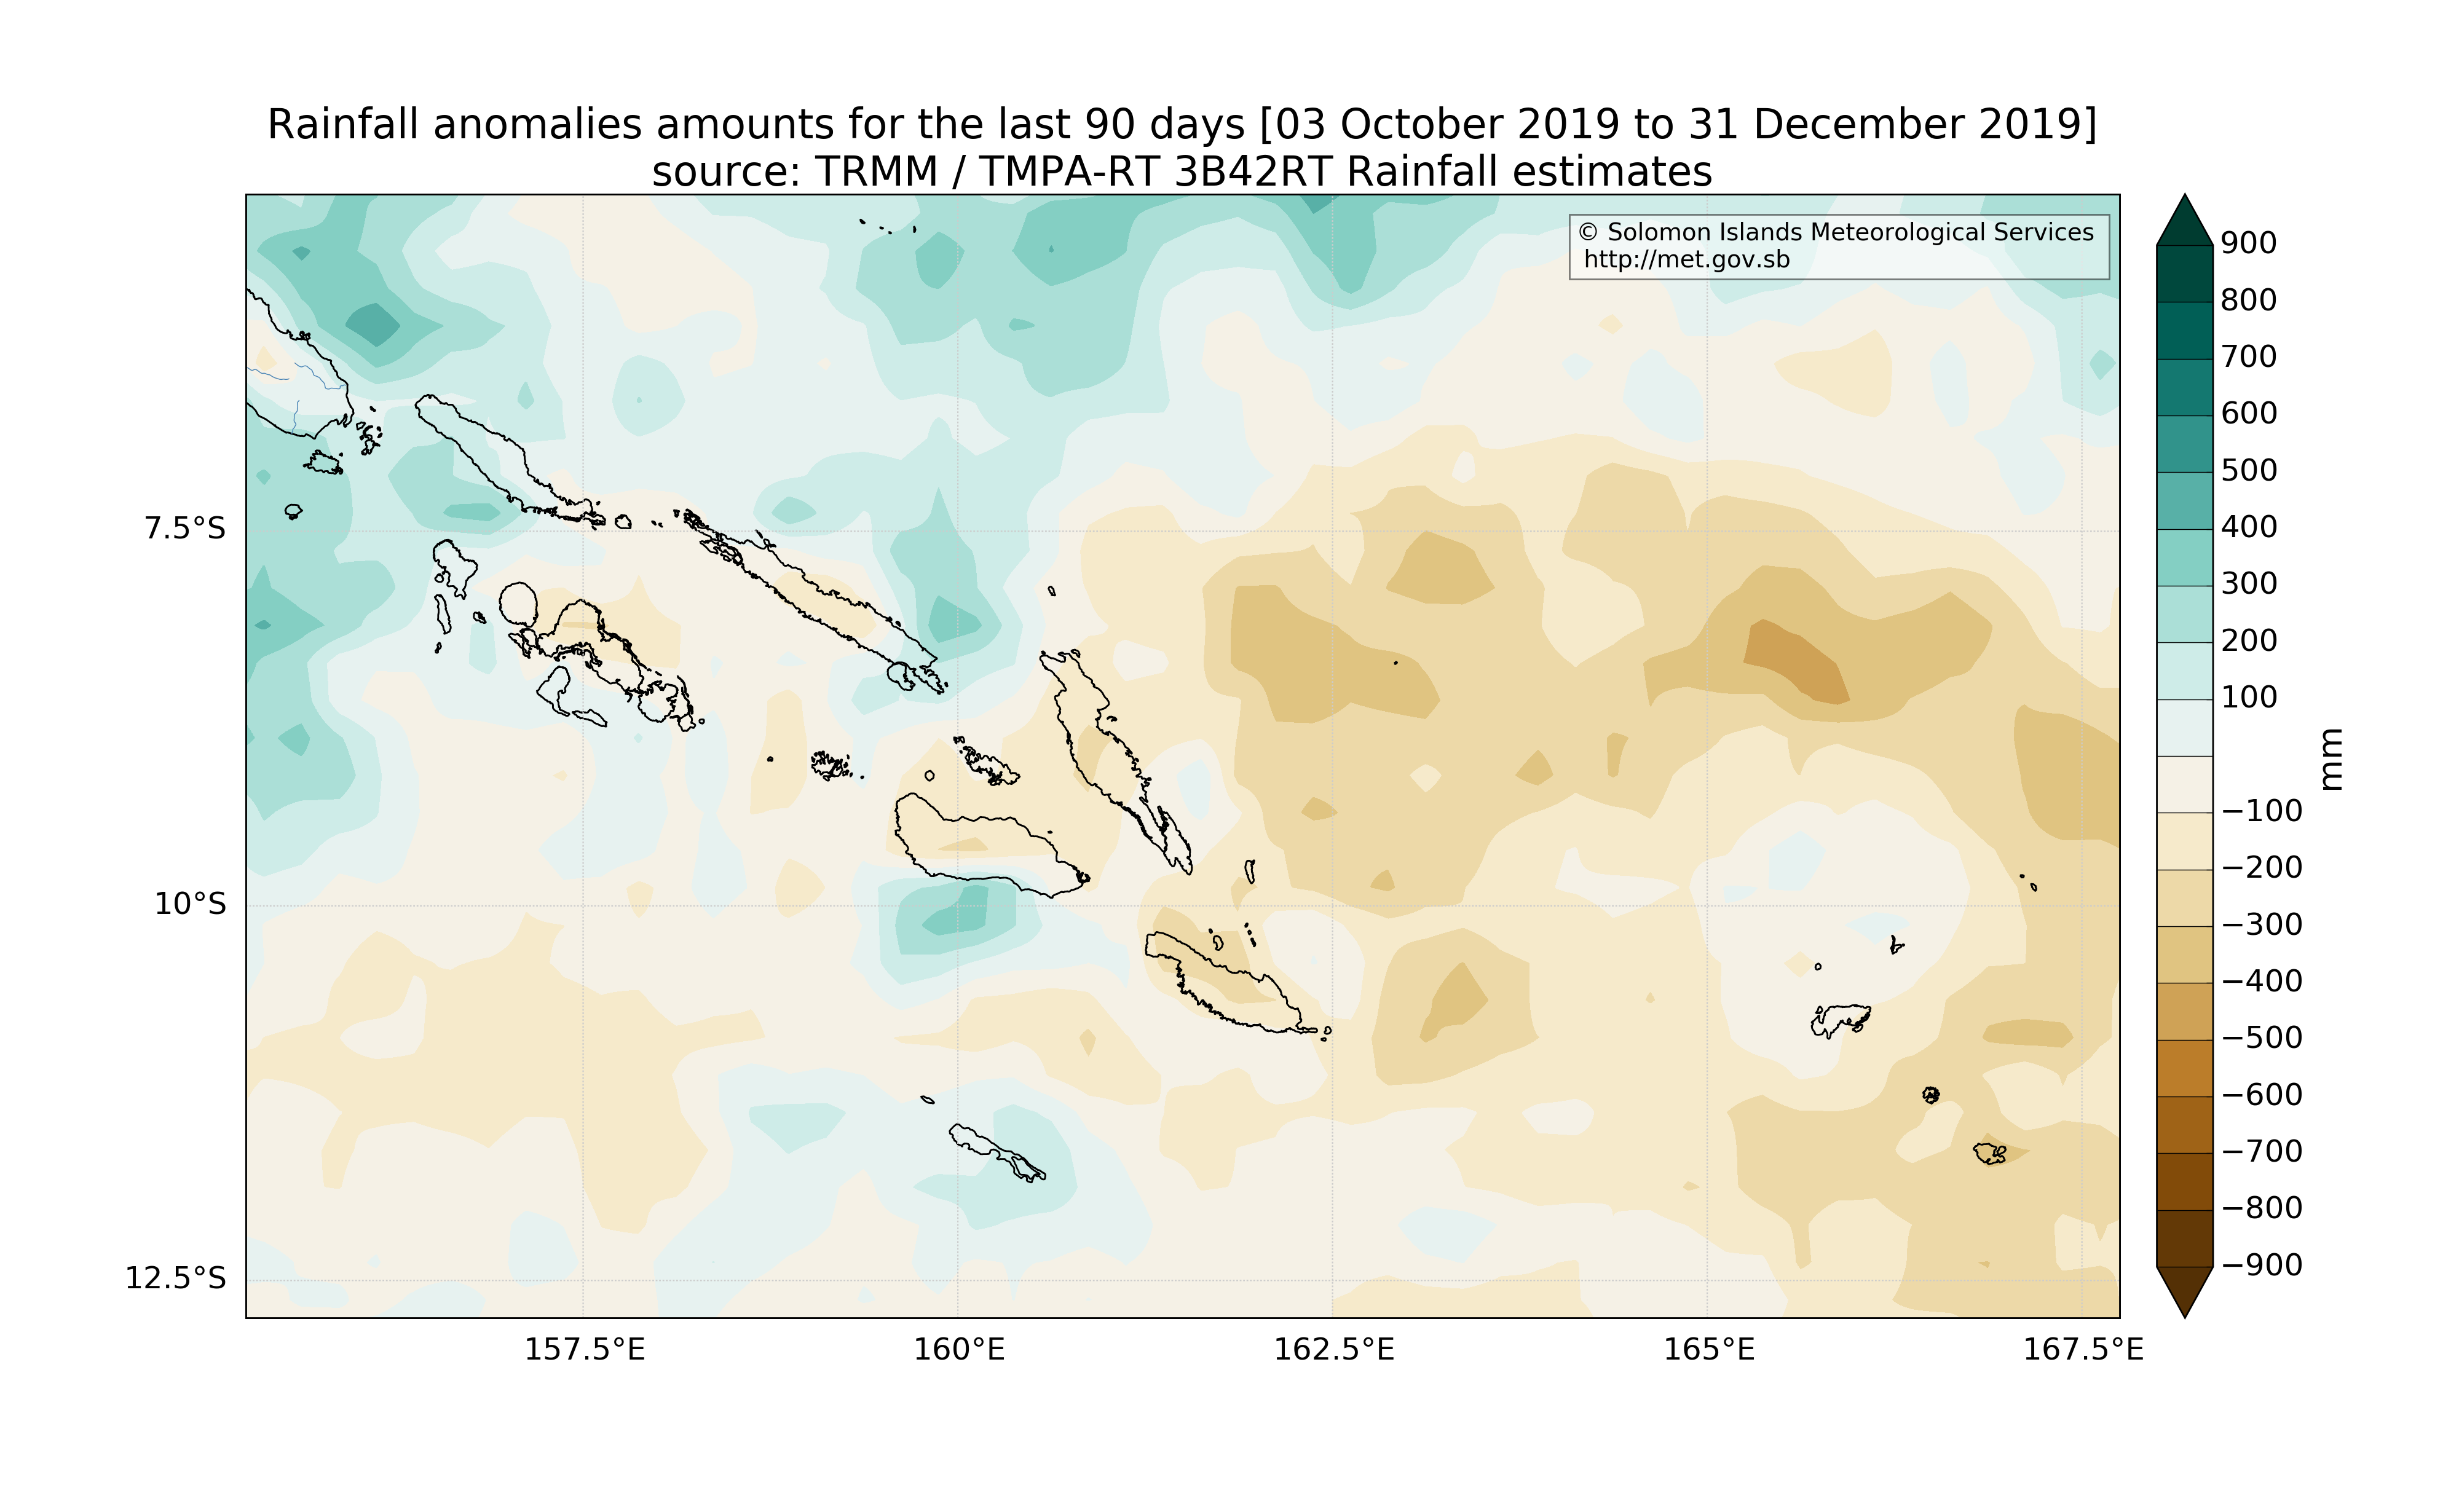 Rainfall anomalies amounts for the last 90 days [03 October 2019 to 31 December 2019]
source: TRMM / TMPA-RT 3B42RT Rainfall estimates
© Solomon Islands Meteorological Services
http://met.gov.sb
7.5°S
10°S
12.5°S
157.5°E
160°E
162.5°E
165°E
167.5°E
900
800
700
600
500
400
300
200
100
−100
−200
−300
−400
−500
−600
−700
−800
−900
mm